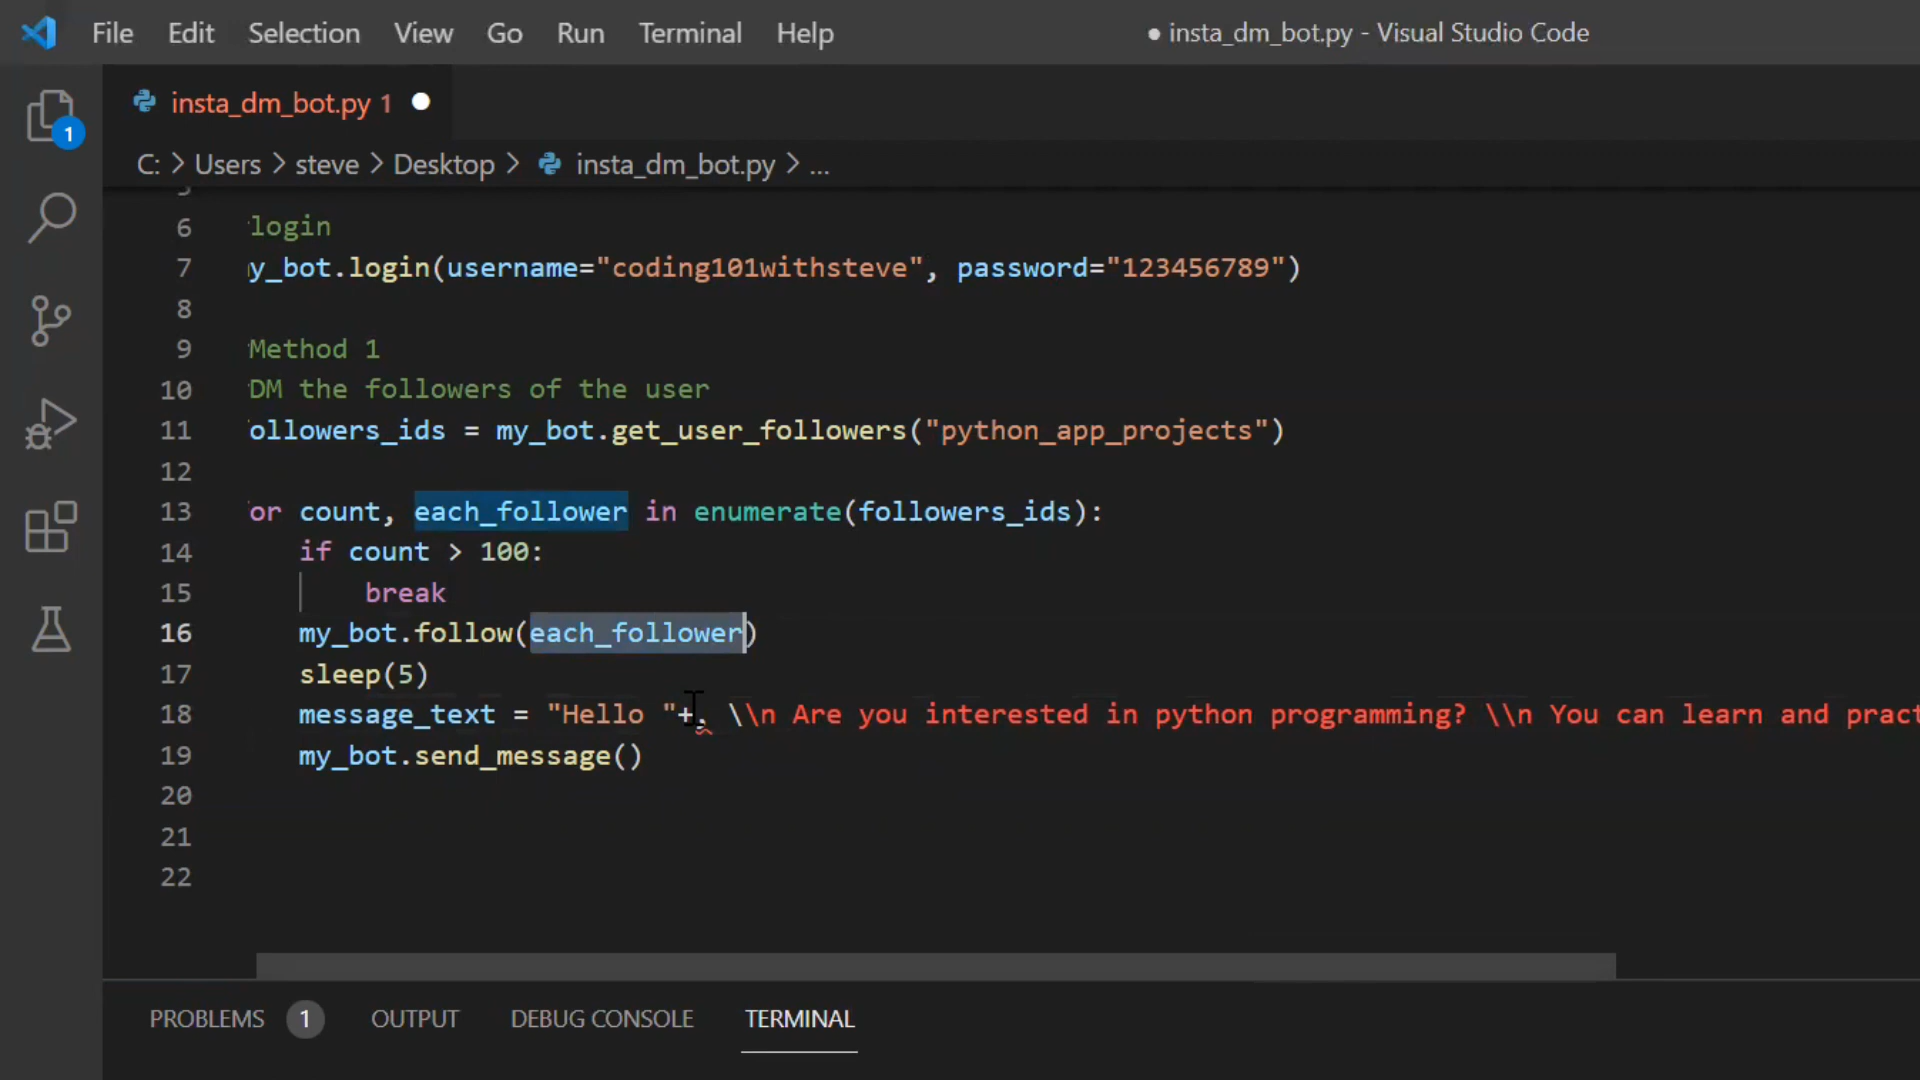 File Edit Selection View Go Run Terminal Help ● insta_dm_bot.py - Visual Studio Code
insta_dm_bot.py 1 ●
1
C: > Users > steve > Desktop > insta_dm_bot.py > ...
6 login
7 y_bot.login(username="coding101withsteve", password="123456789")
8
9 Method 1
10 DM the followers of the user
11 ollowers_ids = my_bot.get_user_followers("python_app_projects")
12
13 or count, each_follower in enumerate(followers_ids):
14 if count > 100:
15 break
16 my_bot.follow(each_follower)
17 sleep(5)
18 message_text = "Hello "+, \\\n Are you interested in python programming? \\n You can learn and pract
19 my_bot.send_message()
20
21
22
PROBLEMS 1 OUTPUT DEBUG CONSOLE TERMINAL